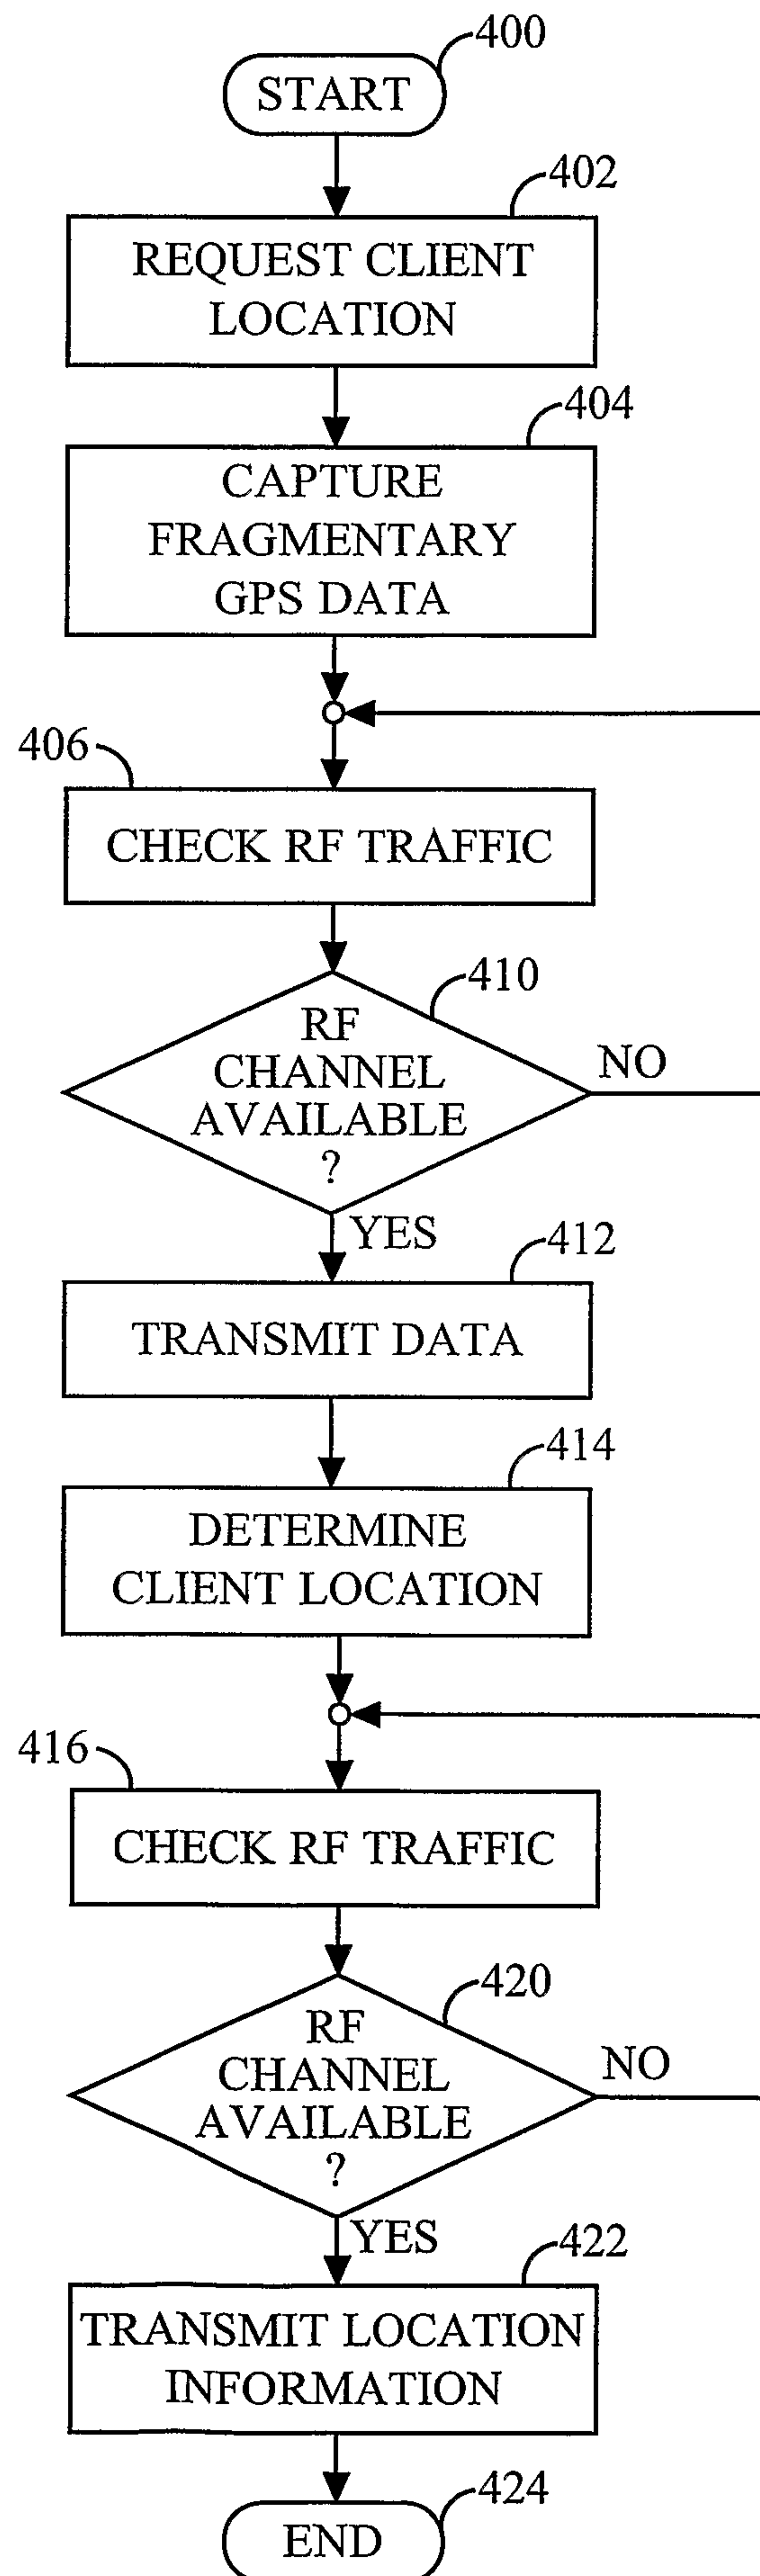 400
START
402
REQUEST CLIENT
LOCATION
404
CAPTURE
FRAGMENTARY
GPS DATA
406
CHECK RF TRAFFIC
410
RF
CHANNEL
AVAILABLE
?
NO
YES
412
TRANSMIT DATA
414
DETERMINE
CLIENT LOCATION
416
CHECK RF TRAFFIC
420
RF
CHANNEL
AVAILABLE
?
NO
YES
422
TRANSMIT LOCATION
INFORMATION
424
END